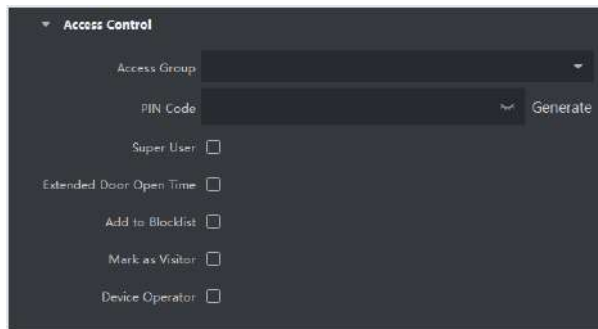 Access Control
Access Group
PIN Code Generate
Super User
Extended Door Open Time
Add to Blocklist
Mark as Visitor
Device Operator